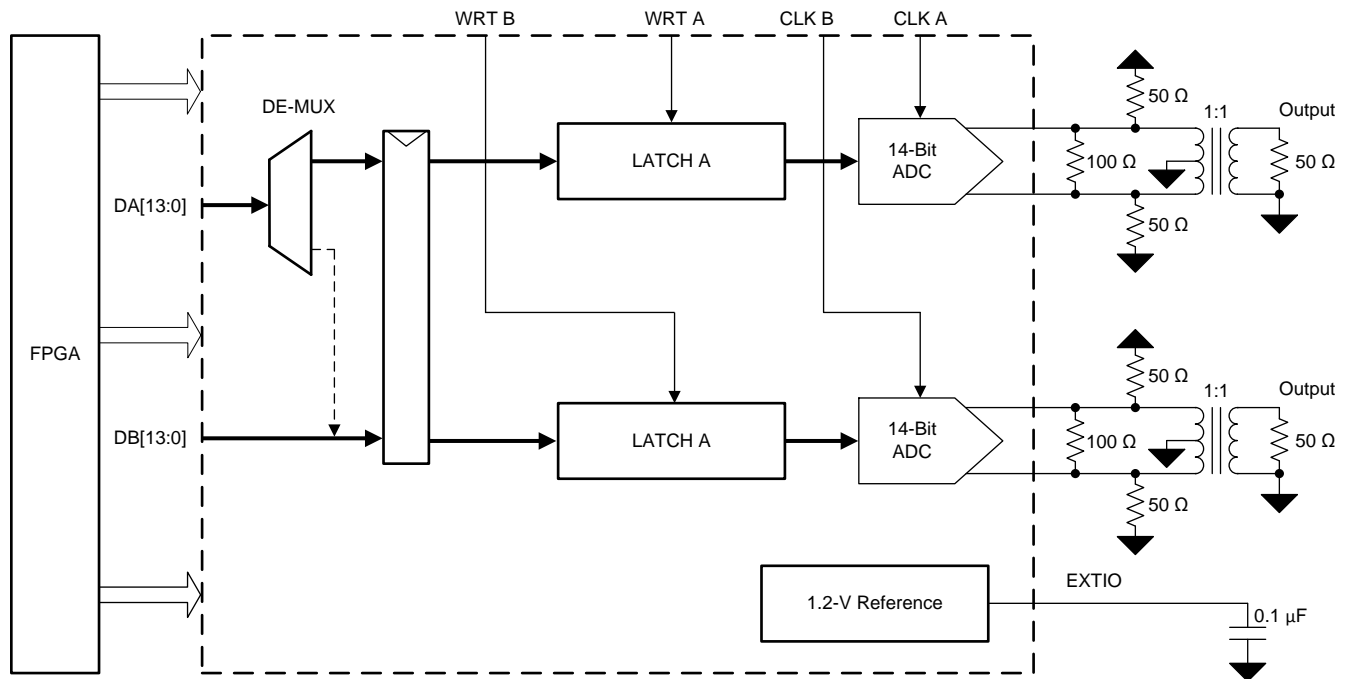 WRT B
WRT A
CLK B
CLK A
DE-MUX
50 Ω
Output
1:1
LATCH A
14-Bit
ADC
100 Ω
50 Ω
DA[13:0]
50 Ω
FPGA
50 Ω
Output
1:1
DB[13:0]
LATCH A
14-Bit
ADC
100 Ω
50 Ω
50 Ω
EXTIO
1.2-V Reference
0.1 µF